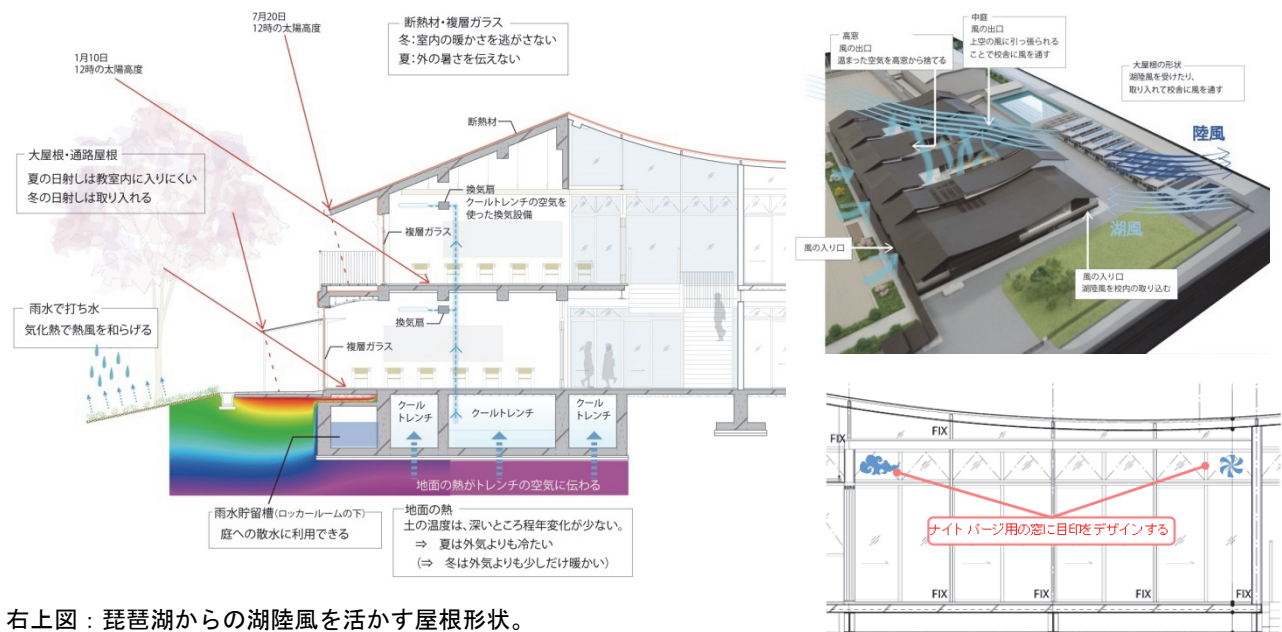 7月20日
12時の太陽高度
1月10日
12時の太陽高度
断熱材・複層ガラス
冬：室内の暖かさを逃がさない
夏：外の暑さを伝えない
断熱材
大屋根・通路屋根
夏の日射しは教室内に入りにくい
冬の日射しは取り入れる
換気扇
クールトレンチの空気を
使った換気設備
複層ガラス
雨水で打ち水
気化熱で熱風を和らげる
換気扇
複層ガラス
クール
トレンチ
クールトレンチ
クール
トレンチ
地面の熱がトレンチの空気に伝わる
雨水貯留槽（ロッカールームの下）
庭への散水に利用できる
地面の熱
土の温度は、深いところ程年変化が少ない。
⇒ 夏は外気よりも冷たい
（⇒ 冬は外気よりも少しだけ暖かい）
高窓
風の出口
温まった空気を高窓から捨てる
中庭
風の出口
上空の風に引っ張られる
ことで校舎に風を通す
大屋根の形状
湖陸風を受けたり、
取り入れて校舎に風を通す
陸風
湖風
風の入り口
風の入り口
湖陸風を校内の取り込む
FIX
FIX
FIX
ナイト パージ用の窓に目印をデザインする
FIX
FIX
FIX
FIX
右上図：琵琶湖からの湖陸風を活かす屋根形状。